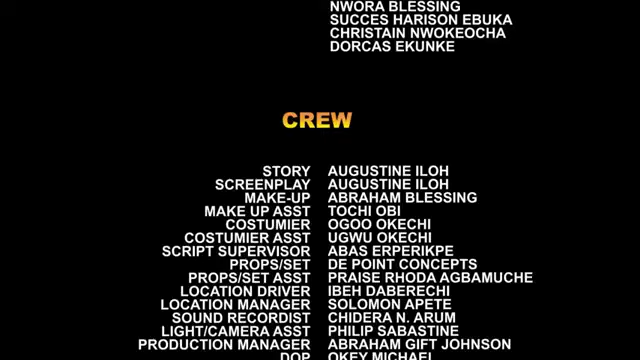 NWORA BLESSING
SUCCES HARISON EBUKA
CHRISTAIN NWOKEOCHA
DORCAS EKUNKE
CREW
STORY AUGUSTINE ILOH
SCREENPLAY AUGUSTINE ILOH
MAKE-UP ABRAHAM BLESSING
MAKE UP ASST TOCHI OBI
COSTUMIER OGOO OKECHI
COSTUMIER ASST UGWU OKECHI
SCRIPT SUPERVISOR ABAS ERPERIKPE
PROPS/SET DE POINT CONCEPTS
PROPS/SET ASST PRAISE RHODA AGBAMUCHE
LOCATION DRIVER IBEH DABERECHI
LOCATION MANAGER SOLOMON APETE
SOUND RECORDIST CHIDERA N. ARUM
LIGHT/CAMERA ASST PHILIP SABASTINE
PRODUCTION MANAGER ABRAHAM GIFT JOHNSON
DOP OKEY MICHAEL